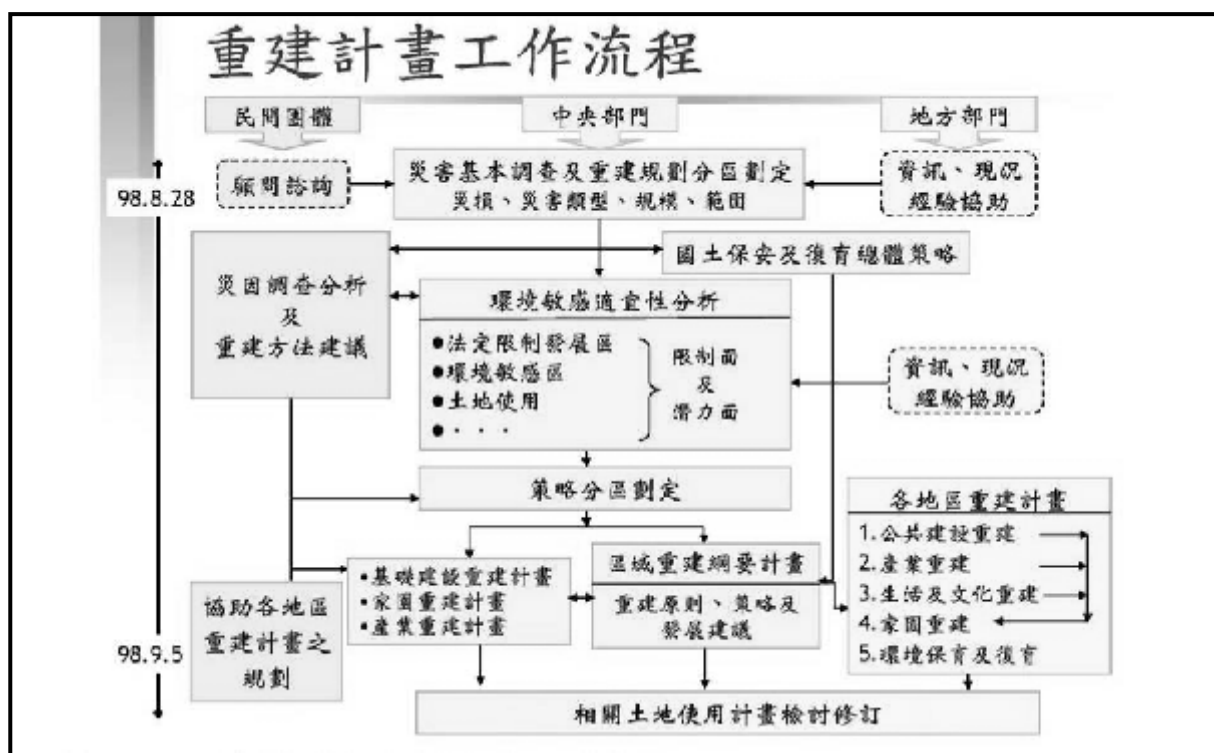 重建計畫工作流程
民間團體
中央部門
地方部門
98.8.28
顧問諮詢
災害基本調查及重建規劃分區劃定
災損、災害類型、規模、範圍
資訊、現況
經驗協助
國土保安及復育總體策略
災因調查分析
及
重建方法建議
環境敏感適宜性分析
●法定限制發展區
●環境敏感區
●土地使用
●・・・
限制面
及
潛力面
資訊、現況
經驗協助
策略分區劃定
各地區重建計畫
1.公共建設重建
2.產業重建
3.生活及文化重建
4.家園重建
5.環境保育及復育
•基礎建設重建計畫
•家園重建計畫
•產業重建計畫
區域重建綱要計畫
重建原則、策略及
發展建議
98.9.5
協助各地區
重建計畫之
規劃
相關土地使用計畫檢討修訂